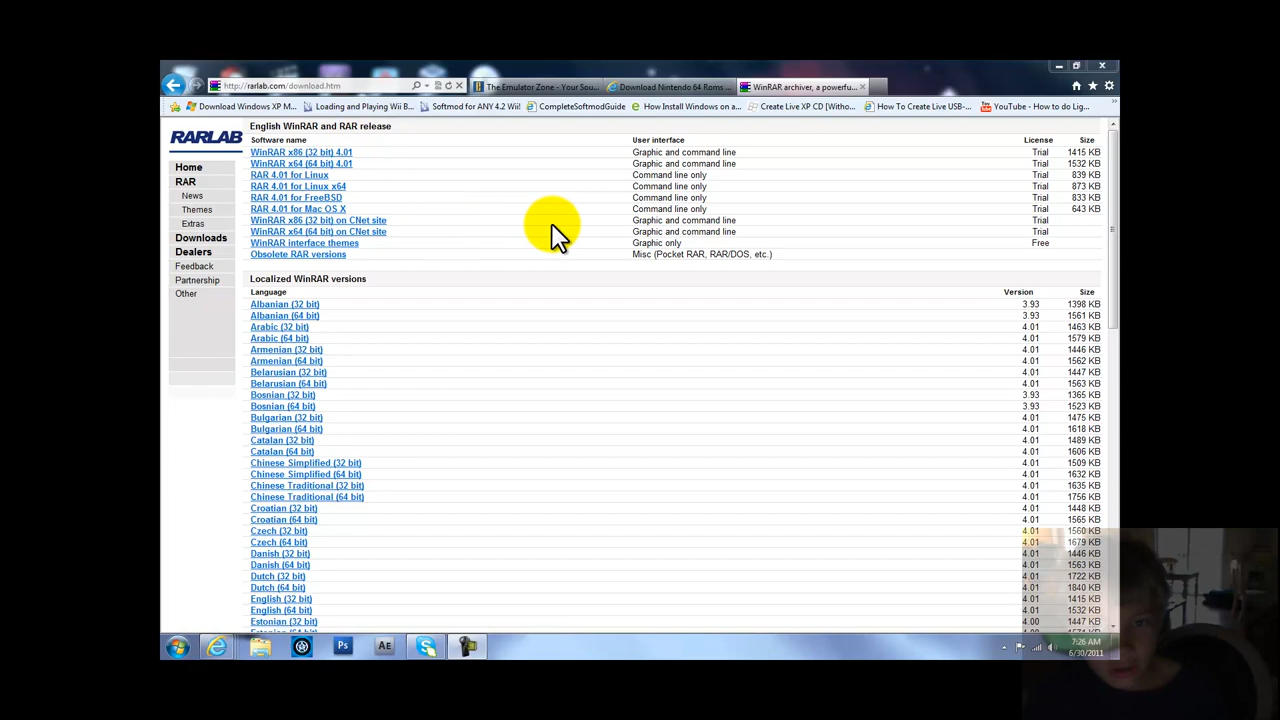 http://rarlab.com/download.htm
The Emulator Zone - Your Sou...
Download Nintendo 64 Roms ...
WinRAR archiver, a powerfu...
Download Windows XP M...
Loading and Playing Wii B...
Softmod for ANY 4.2 Wii!
CompleteSoftmodGuide
How Install Windows on a...
Create Live XP CD [Witho...
How To Create Live USB-...
YouTube - How to do Lig...
RARLAB
Home
RAR
News
Themes
Extras
Downloads
Dealers
Feedback
Partnership
Other
English WinRAR and RAR release
Software name User interface License Size
WinRAR x86 (32 bit) 4.01 Graphic and command line Trial 1415 KB
WinRAR x64 (64 bit) 4.01 Graphic and command line Trial 1532 KB
RAR 4.01 for Linux Command line only Trial 839 KB
RAR 4.01 for Linux x64 Command line only Trial 873 KB
RAR 4.01 for FreeBSD Command line only Trial 833 KB
RAR 4.01 for Mac OS X Command line only Trial 643 KB
WinRAR x86 (32 bit) on CNet site Graphic and command line Trial
WinRAR x64 (64 bit) on CNet site Graphic and command line Trial
WinRAR interface themes Graphic only Free
Obsolete RAR versions Misc (Pocket RAR, RAR/DOS, etc.)
Localized WinRAR versions
Language Version Size
Albanian (32 bit) 3.93 1398 KB
Albanian (64 bit) 3.93 1561 KB
Arabic (32 bit) 4.01 1463 KB
Arabic (64 bit) 4.01 1579 KB
Armenian (32 bit) 4.01 1446 KB
Armenian (64 bit) 4.01 1562 KB
Belarusian (32 bit) 4.01 1447 KB
Belarusian (64 bit) 4.01 1563 KB
Bosnian (32 bit) 3.93 1365 KB
Bosnian (64 bit) 3.93 1523 KB
Bulgarian (32 bit) 4.01 1475 KB
Bulgarian (64 bit) 4.01 1618 KB
Catalan (32 bit) 4.01 1489 KB
Catalan (64 bit) 4.01 1606 KB
Chinese Simplified (32 bit) 4.01 1509 KB
Chinese Simplified (64 bit) 4.01 1632 KB
Chinese Traditional (32 bit) 4.01 1635 KB
Chinese Traditional (64 bit) 4.01 1756 KB
Croatian (32 bit) 4.01 1448 KB
Croatian (64 bit) 4.01 1565 KB
Czech (32 bit) 4.01 1560 KB
Czech (64 bit) 4.01 1679 KB
Danish (32 bit) 4.01 1446 KB
Danish (64 bit) 4.01 1563 KB
Dutch (32 bit) 4.01 1722 KB
Dutch (64 bit) 4.01 1840 KB
English (32 bit) 4.01 1415 KB
English (64 bit) 4.01 1532 KB
Estonian (32 bit) 4.00 1447 KB
Ps
Ae
7:26 AM
6/30/2011